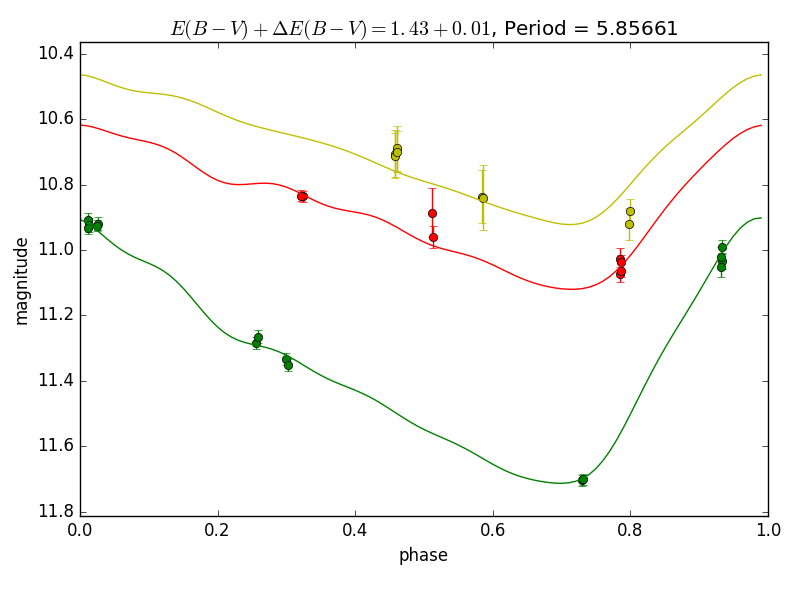 E(B − V) + ΔE(B − V) = 1.43 + 0.01, Period = 5.85661
10.4
10.6
10.8
11.0
11.2
11.4
11.6
11.8
magnitude
0.0 0.2 0.4 0.6 0.8 1.0
phase